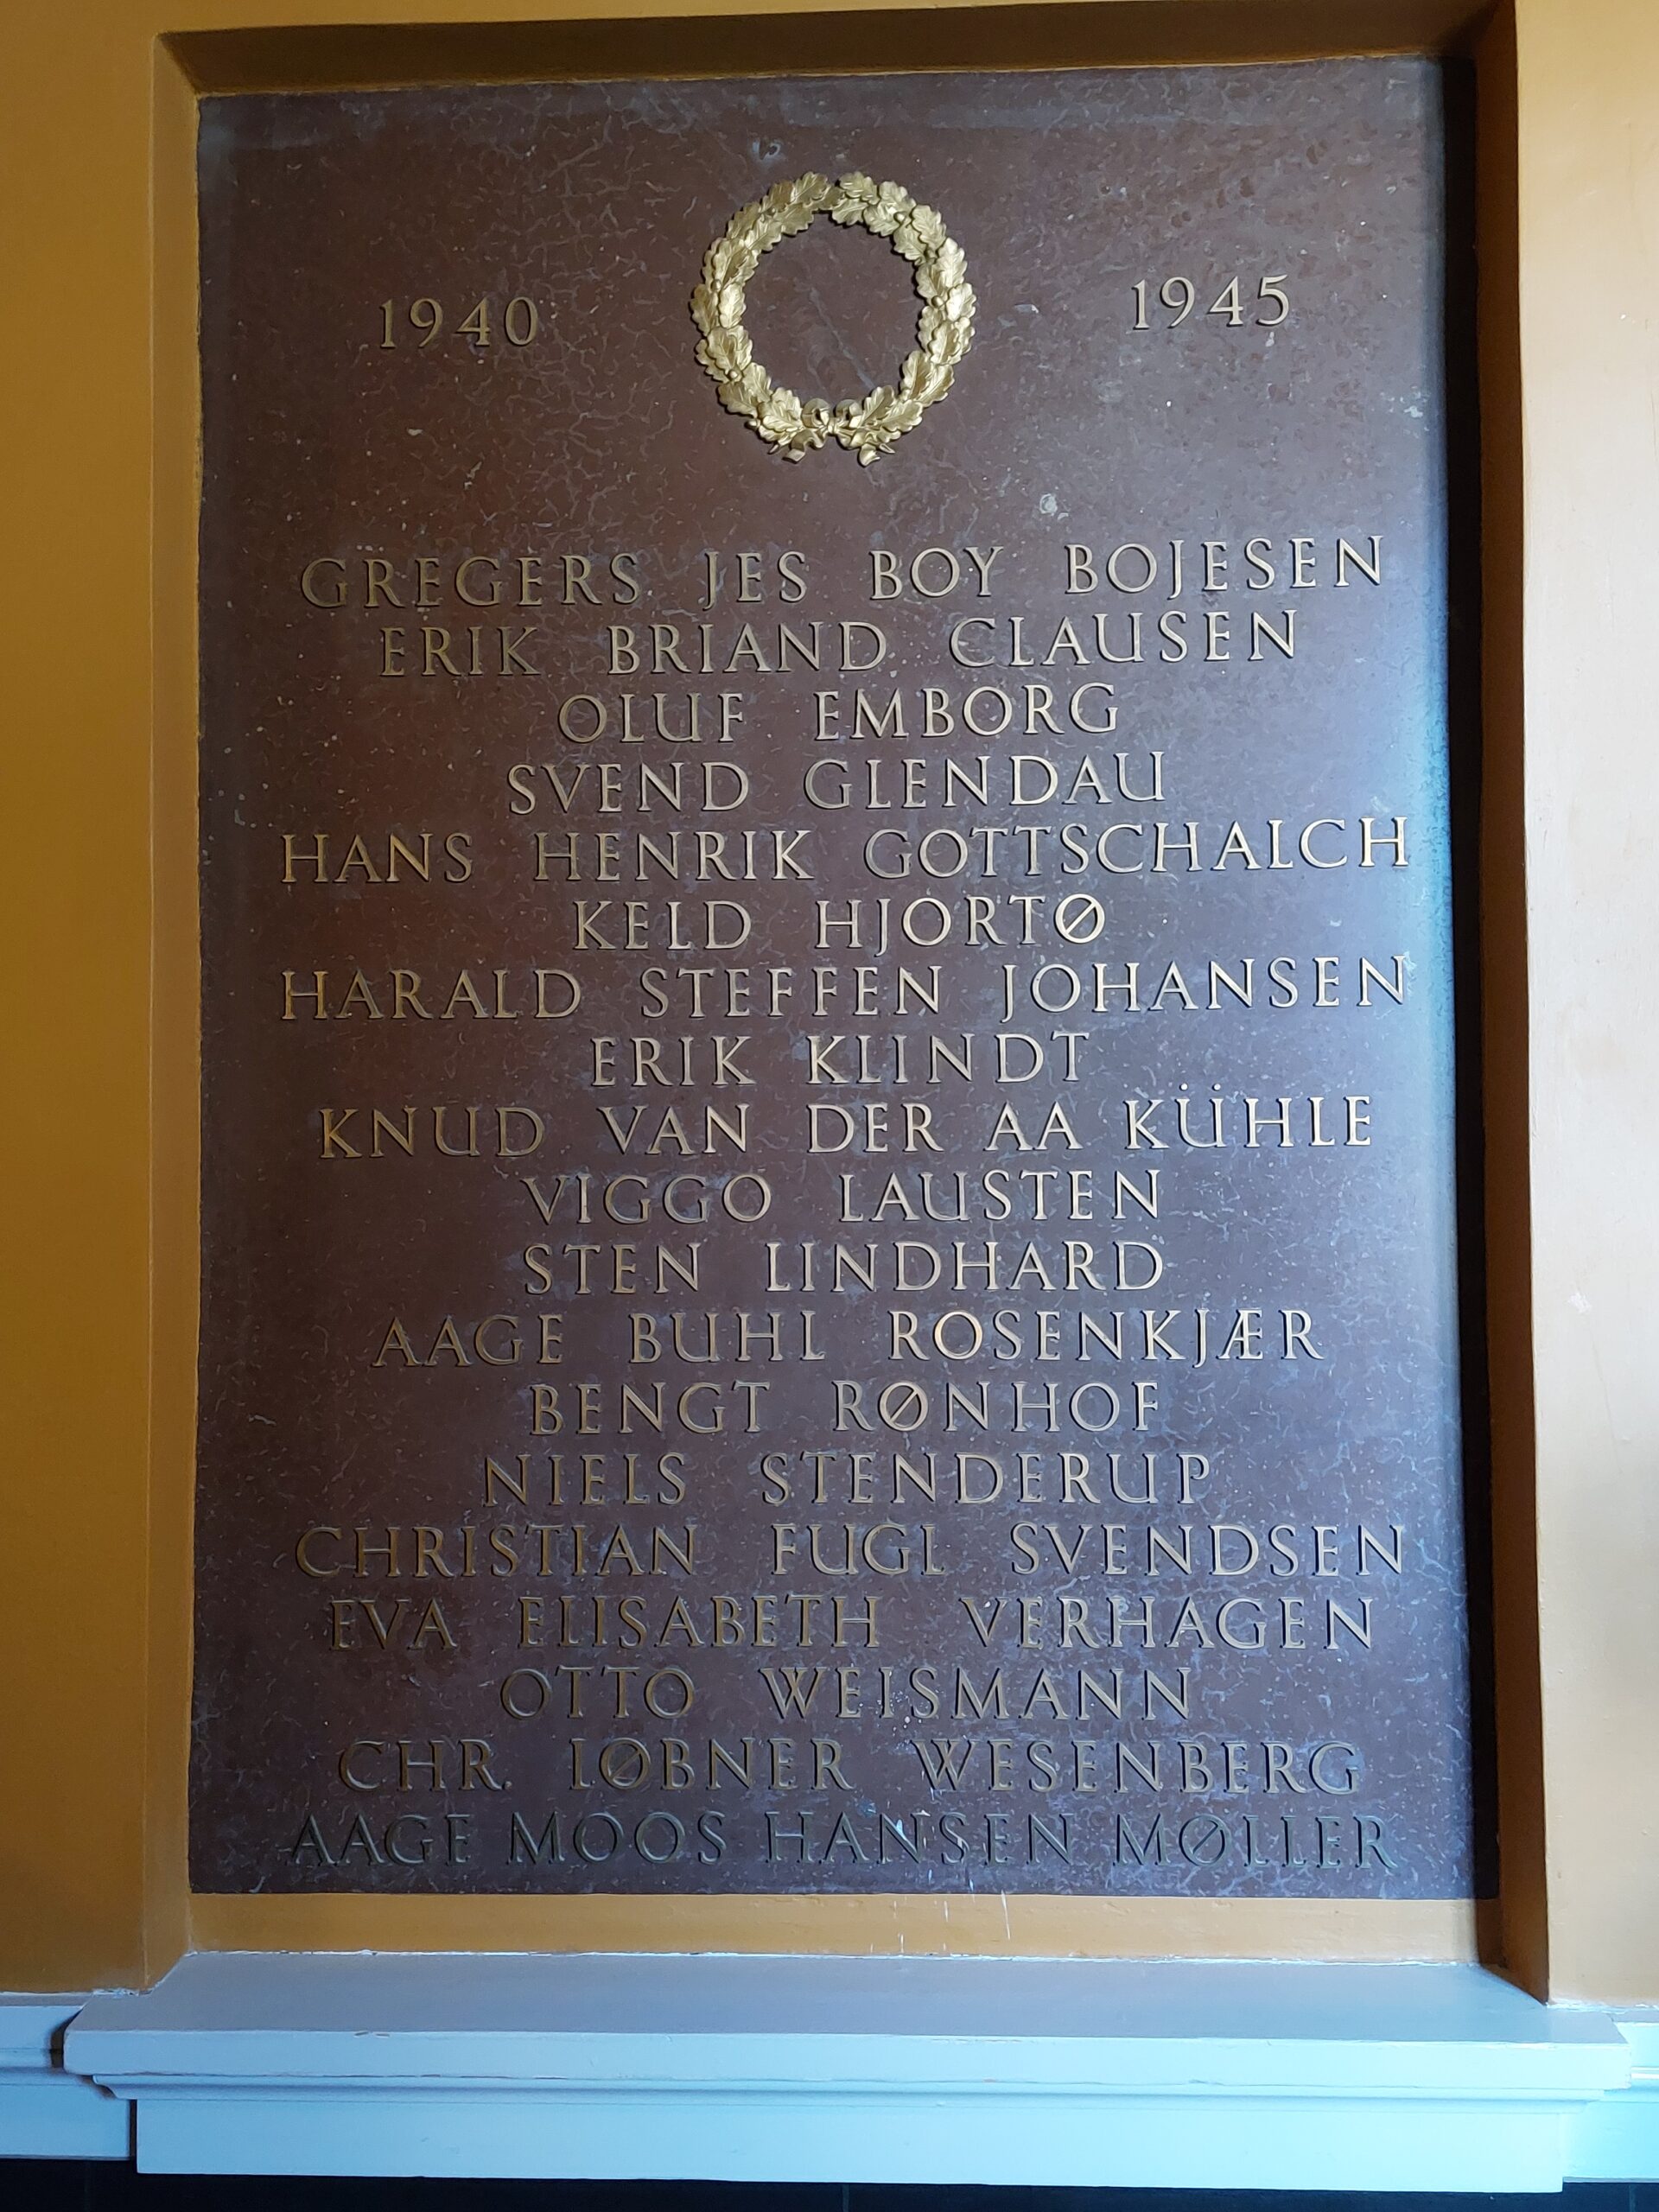 1940 1945
GREGERS JES BOY BOJESEN
ERIK BRIAND CLAUSEN
OLUF EMBORG
SVEND GLENDAU
HANS HENRIK GOTTSCHALCH
KELD HJORTØ
HARALD STEFFEN JOHANSEN
ERIK KLINDT
KNUD VAN DER AA KÜHLE
VIGGO LAUSTEN
STEN LINDHARD
AAGE BUHL ROSENKJÆR
BENGT RØNHOF
NIELS STENDERUP
CHRISTIAN FUGL SVENDSEN
EVA ELISABETH VERHAGEN
OTTO WEISMANN
CHR. LØBNER WESENBERG
AAGE MOOS HANSEN MØLLER